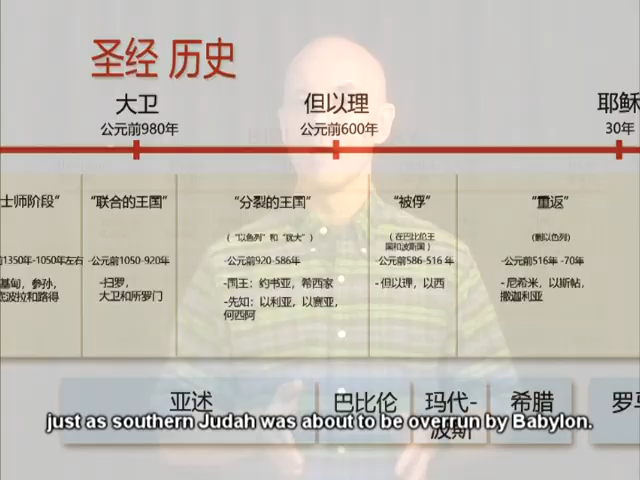 圣经 历史
大卫
但以理
耶稣
公元前980年
公元前600年
30年
士师阶段"
"联合的王国"
"分裂的王国"
"被俘"
"重返"
("以色列" 和 "犹大")
(在巴比伦王
国和波斯国)
前1350年-1050年左右
-公元前1050-920年
-公元前920-586年
-公元前586-516 年
-公元前516年 -70年
基甸，参孙，
底波拉和路得
-扫罗，
大卫和所罗门
-国王：约书亚，希西家
-先知：以利亚，以赛亚，
何西阿
-但以理，以西
-尼希米，以斯帖，
撒迦利亚
亚述
巴比伦
玛代-
波斯
希腊
罗马
just as southern Judah was about to be overrun by Babylon.